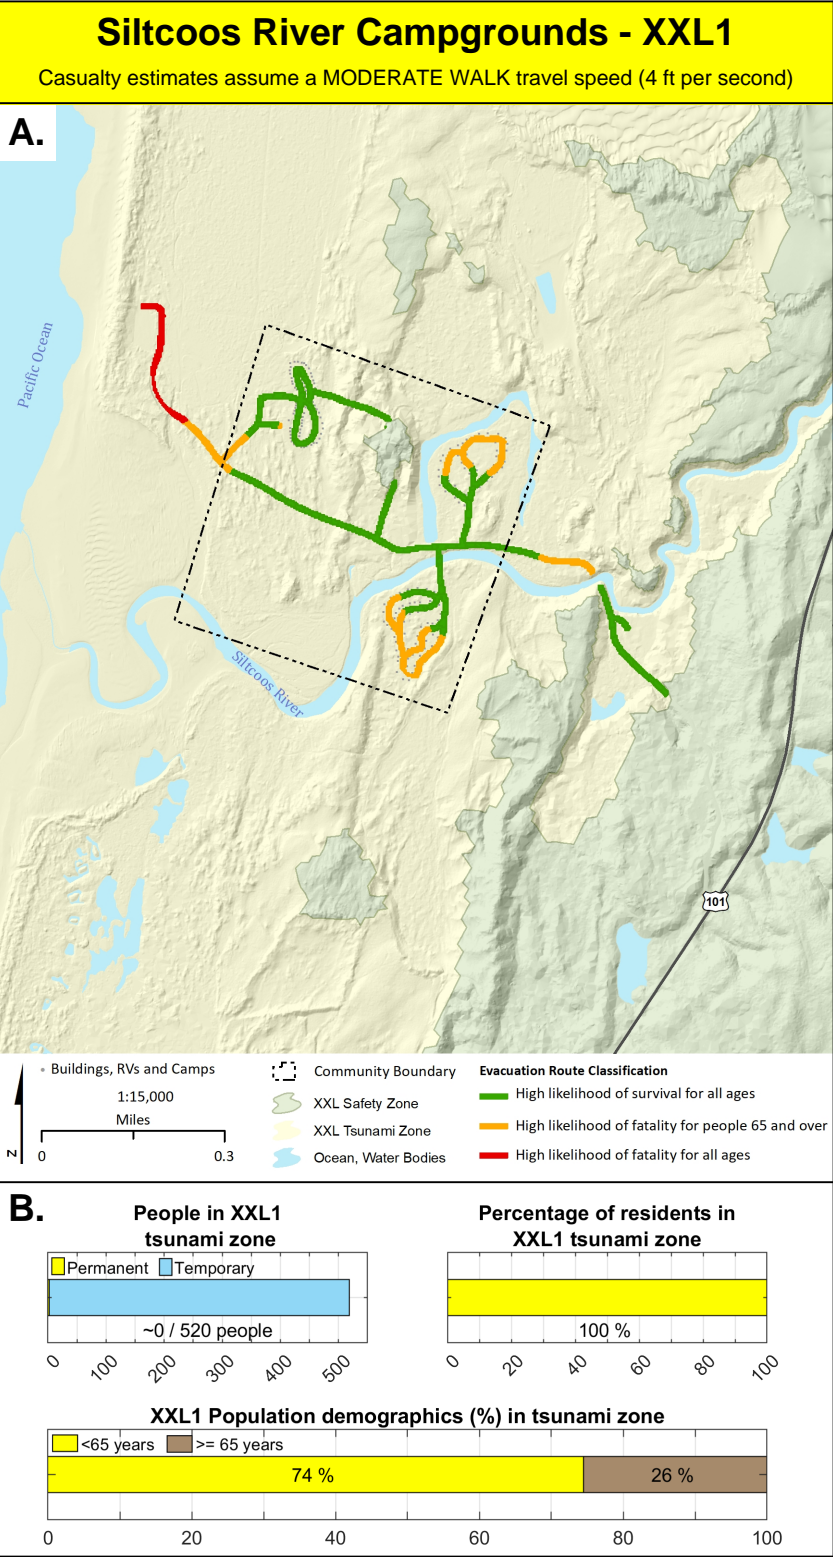 Siltcoos River Campgrounds - XXL1
Casualty estimates assume a MODERATE WALK travel speed (4 ft per second)
A.
Pacific Ocean
Siltcoos River
101
N
Buildings, RVs and Camps
1:15,000
Miles
0 0.3
Community Boundary
XXL Safety Zone
XXL Tsunami Zone
Ocean, Water Bodies
Evacuation Route Classification
High likelihood of survival for all ages
High likelihood of fatality for people 65 and over
High likelihood of fatality for all ages
B.
People in XXL1
tsunami zone
Permanent Temporary
~0 / 520 people
0 100 200 300 400 500
Percentage of residents in
XXL1 tsunami zone
100 %
0 20 40 60 80 100
XXL1 Population demographics (%) in tsunami zone
<65 years >= 65 years
74 % 26 %
0 20 40 60 80 100